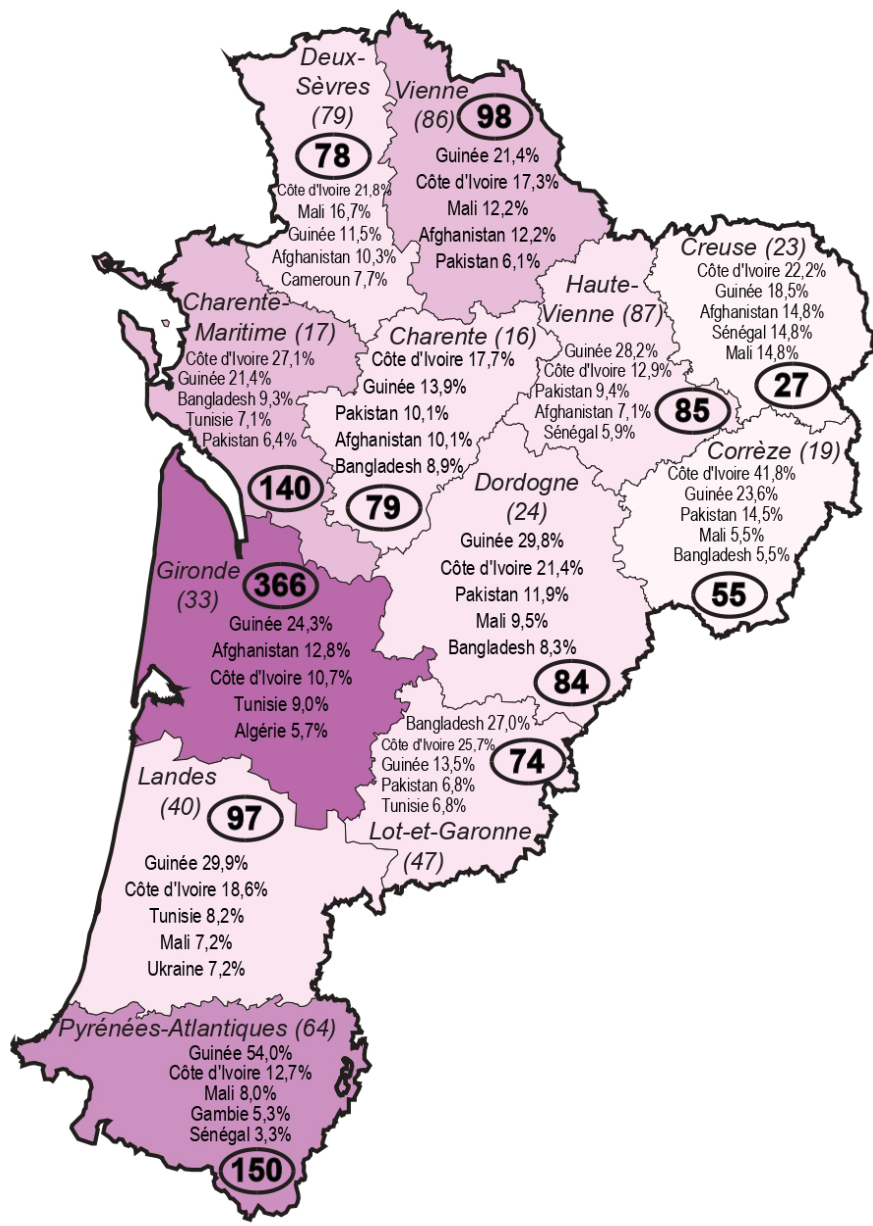 Deux-
Sèvres
(79)
78
Côte d'Ivoire 21,8%
Mali 16,7%
Guinée 11,5%
Afghanistan 10,3%
Cameroun 7,7%
Vienne
(86)
98
Guinée 21,4%
Côte d'Ivoire 17,3%
Mali 12,2%
Afghanistan 12,2%
Pakistan 6,1%
Creuse (23)
Côte d'Ivoire 22,2%
Guinée 18,5%
Afghanistan 14,8%
Sénégal 14,8%
Mali 14,8%
27
Haute-
Vienne (87)
Guinée 28,2%
Côte d'Ivoire 12,9%
Pakistan 9,4%
Afghanistan 7,1%
Sénégal 5,9%
85
Charente-
Maritime (17)
Côte d'Ivoire 27,1%
Guinée 21,4%
Bangladesh 9,3%
Tunisie 7,1%
Pakistan 6,4%
140
Charente (16)
Côte d'Ivoire 17,7%
Guinée 13,9%
Pakistan 10,1%
Afghanistan 10,1%
Bangladesh 8,9%
79
Corrèze (19)
Côte d'Ivoire 41,8%
Guinée 23,6%
Pakistan 14,5%
Mali 5,5%
Bangladesh 5,5%
55
Dordogne
(24)
Guinée 29,8%
Côte d'Ivoire 21,4%
Pakistan 11,9%
Mali 9,5%
Bangladesh 8,3%
84
Gironde
(33)
366
Guinée 24,3%
Afghanistan 12,8%
Côte d'Ivoire 10,7%
Tunisie 9,0%
Algérie 5,7%
Bangladesh 27,0%
Côte d'Ivoire 25,7%
Guinée 13,5%
Pakistan 6,8%
Tunisie 6,8%
74
Lot-et-Garonne
(47)
Landes
(40)
97
Guinée 29,9%
Côte d'Ivoire 18,6%
Tunisie 8,2%
Mali 7,2%
Ukraine 7,2%
Pyrénées-Atlantiques (64)
Guinée 54,0%
Côte d'Ivoire 12,7%
Mali 8,0%
Gambie 5,3%
Sénégal 3,3%
150